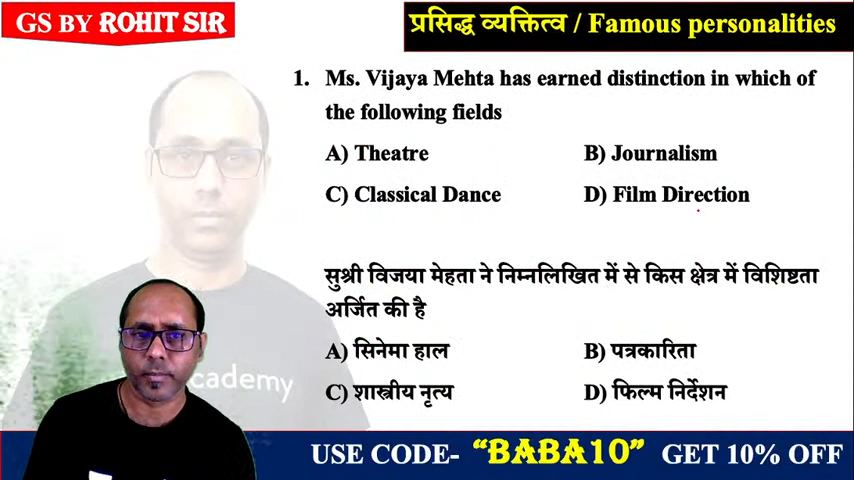 GS BY ROHIT SIR
प्रसिद्ध व्यक्तित्व / Famous personalities
1. Ms. Vijaya Mehta has earned distinction in which of
the following fields
A) Theatre B) Journalism
C) Classical Dance D) Film Direction
सुश्री विजया मेहता ने निम्नलिखित में से किस क्षेत्र में विशिष्टता
अर्जित की है
A) सिनेमा हाल B) पत्रकारिता
C) शास्त्रीय नृत्य D) फिल्म निर्देशन
cademy
USE CODE- “BABA10” GET 10% OFF